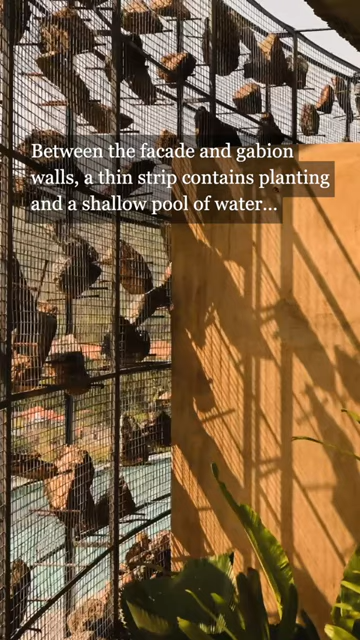 Between the facade and gabion
walls, a thin strip contains planting
and a shallow pool of water...